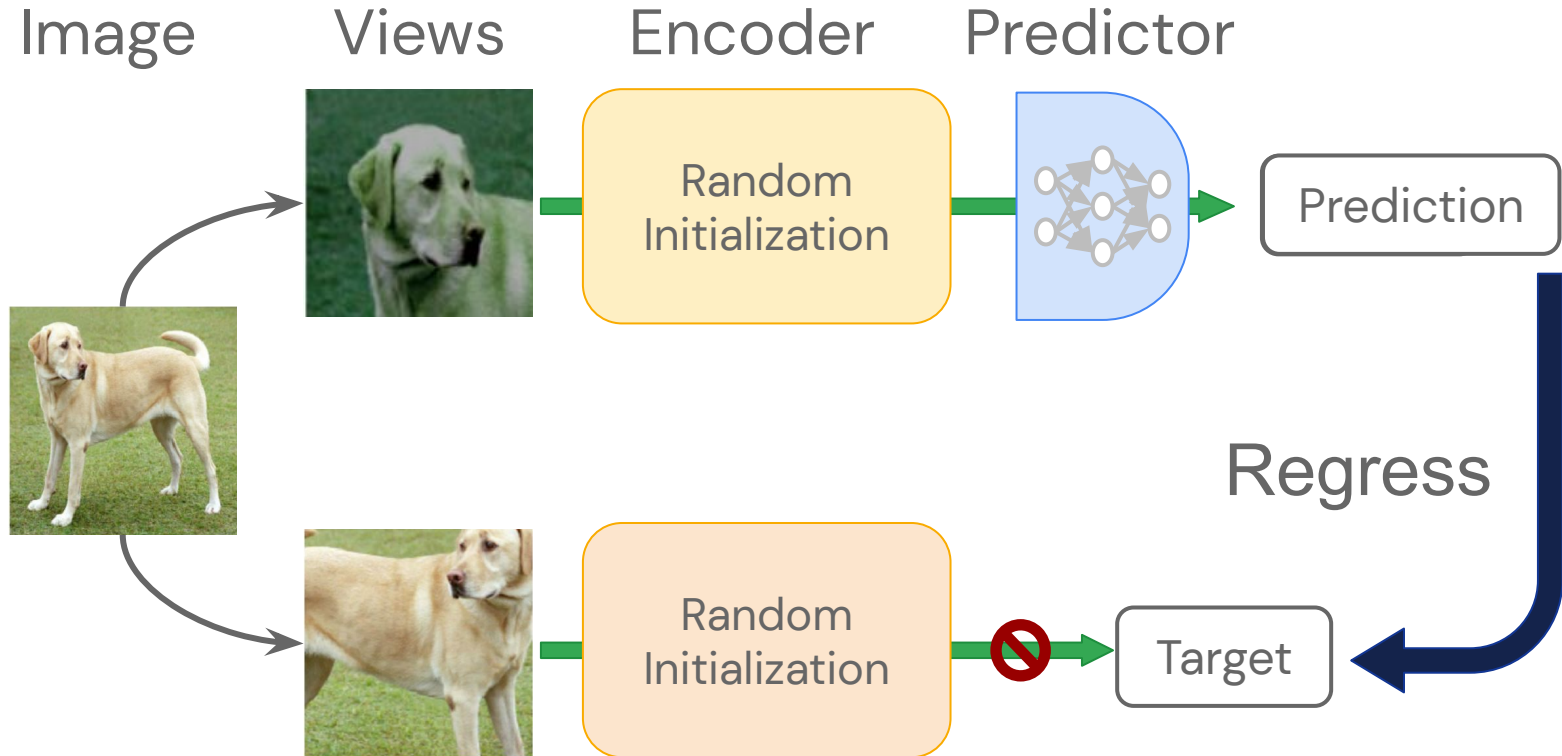 Image Views Encoder Predictor
Random
Initialization
Prediction
Regress
Random
Initialization
Target